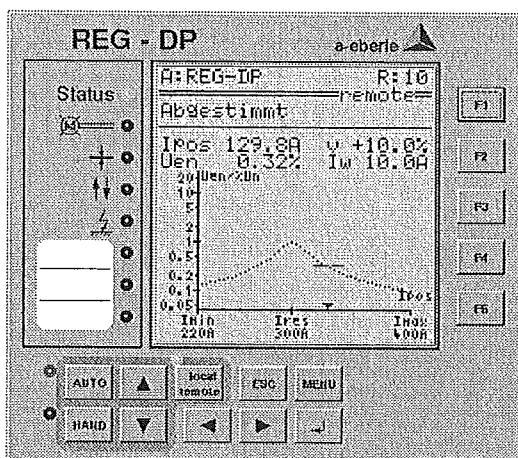 REG - DP
a-eberle
Status
A:REG-DP R:10
remote
Abgestimmt
Ipos 129.8A v +10.0%
Uen 0.32% Iw 10.0A
20 Uen/%Un
10
5
2
1
0.5
0.2
0.1
0.05
Ipos
Imin Ires Imax
220A 300A 400A
F1
F2
F3
F4
F5
M
AUTO
local
remote
ESC
MENU
HAND